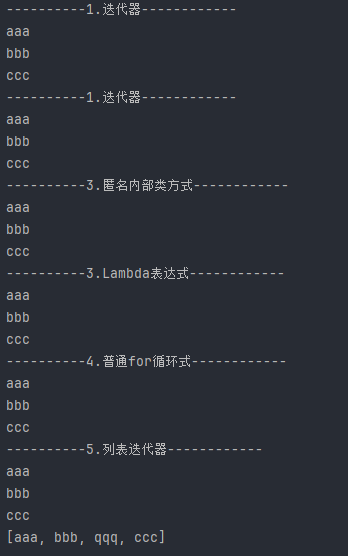 ----------1.迭代器------------
aaa
bbb
ccc
----------1.迭代器------------
aaa
bbb
ccc
----------3.匿名内部类方式------------
aaa
bbb
ccc
----------3.Lambda表达式------------
aaa
bbb
ccc
----------4.普通for循环式------------
aaa
bbb
ccc
----------5.列表迭代器------------
aaa
bbb
ccc
[aaa, bbb, qqq, ccc]